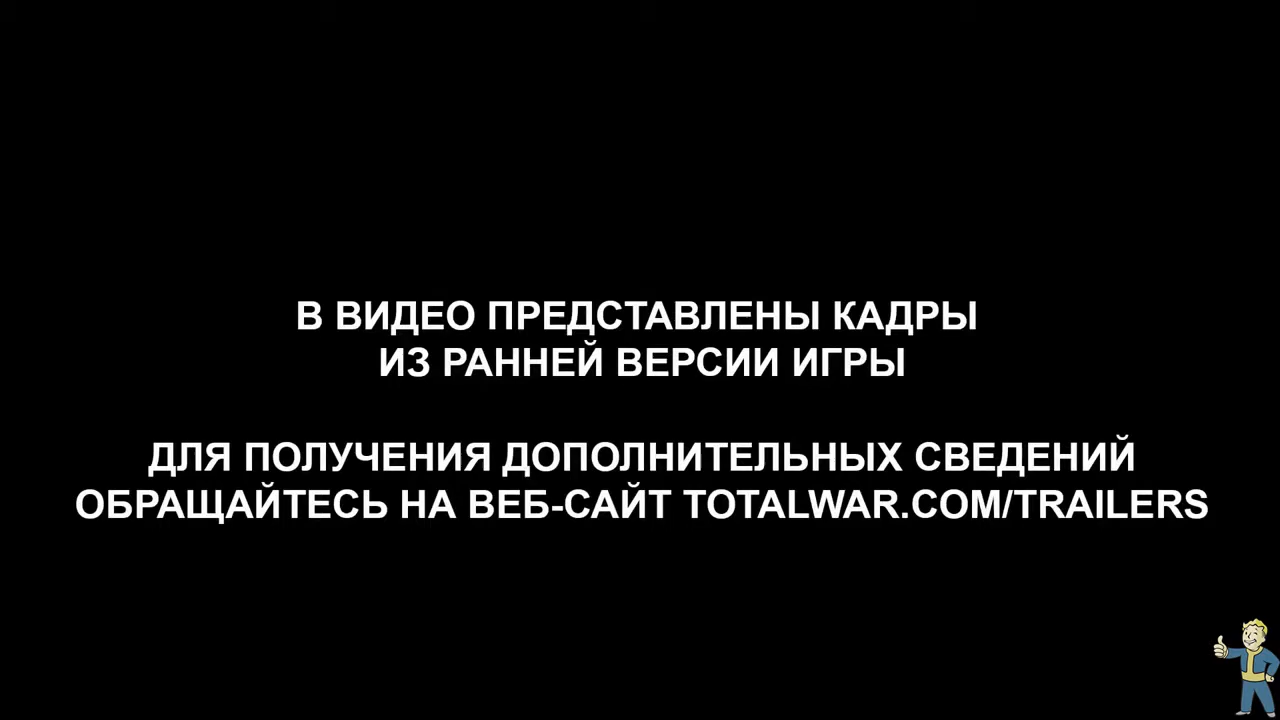 В ВИДЕО ПРЕДСТАВЛЕНЫ КАДРЫ
ИЗ РАННЕЙ ВЕРСИИ ИГРЫ
ДЛЯ ПОЛУЧЕНИЯ ДОПОЛНИТЕЛЬНЫХ СВЕДЕНИЙ
ОБРАЩАЙТЕСЬ НА ВЕБ-САЙТ TOTALWAR.COM/TRAILERS